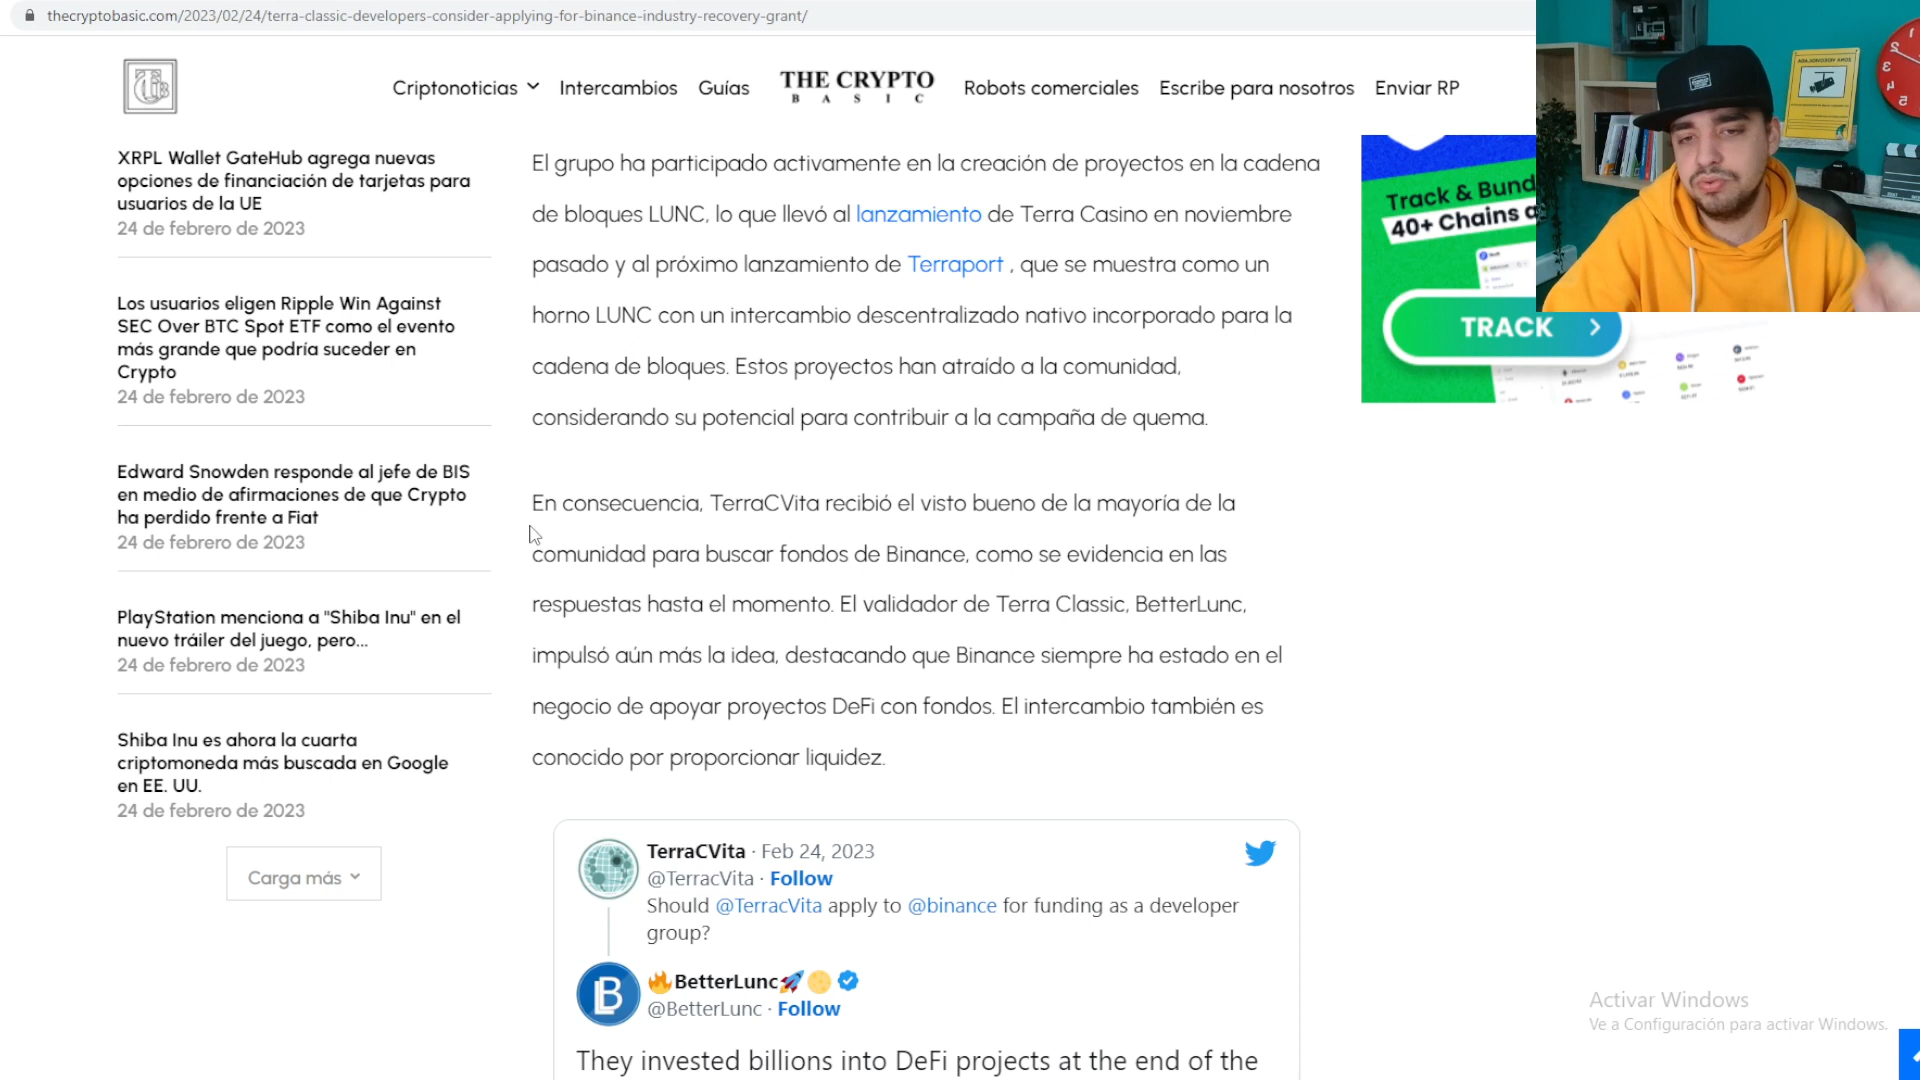 thecryptobasic.com/2023/02/24/terra-classic-developers-consider-applying-for-binance-industry-recovery-grant/
Criptonoticias Intercambios Guías THE CRYPTO BASIC Robots comerciales Escribe para nosotros Enviar RP
XRPL Wallet GateHub agrega nuevas
opciones de financiación de tarjetas para
usuarios de la UE
24 de febrero de 2023
Los usuarios eligen Ripple Win Against
SEC Over BTC Spot ETF como el evento
más grande que podría suceder en
Crypto
24 de febrero de 2023
Edward Snowden responde al jefe de BIS
en medio de afirmaciones de que Crypto
ha perdido frente a Fiat
24 de febrero de 2023
PlayStation menciona a "Shiba Inu" en el
nuevo tráiler del juego, pero...
24 de febrero de 2023
Shiba Inu es ahora la cuarta
criptomoneda más buscada en Google
en EE. UU.
24 de febrero de 2023
Carga más
El grupo ha participado activamente en la creación de proyectos en la cadena
de bloques LUNC, lo que llevó al lanzamiento de Terra Casino en noviembre
pasado y al próximo lanzamiento de Terraport , que se muestra como un
horno LUNC con un intercambio descentralizado nativo incorporado para la
cadena de bloques. Estos proyectos han atraído a la comunidad,
considerando su potencial para contribuir a la campaña de quema.
En consecuencia, TerraCVita recibió el visto bueno de la mayoría de la
comunidad para buscar fondos de Binance, como se evidencia en las
respuestas hasta el momento. El validador de Terra Classic, BetterLunc,
impulsó aún más la idea, destacando que Binance siempre ha estado en el
negocio de apoyar proyectos DeFi con fondos. El intercambio también es
conocido por proporcionar liquidez.
TerraCVita · Feb 24, 2023
@TerracVita · Follow
Should @TerracVita apply to @binance for funding as a developer
group?
🔥BetterLunc🚀🌕
@BetterLunc · Follow
They invested billions into DeFi projects at the end of the
Track & Bund
40+ Chains a
TRACK
Activar Windows
Ve a Configuración para activar Windows.